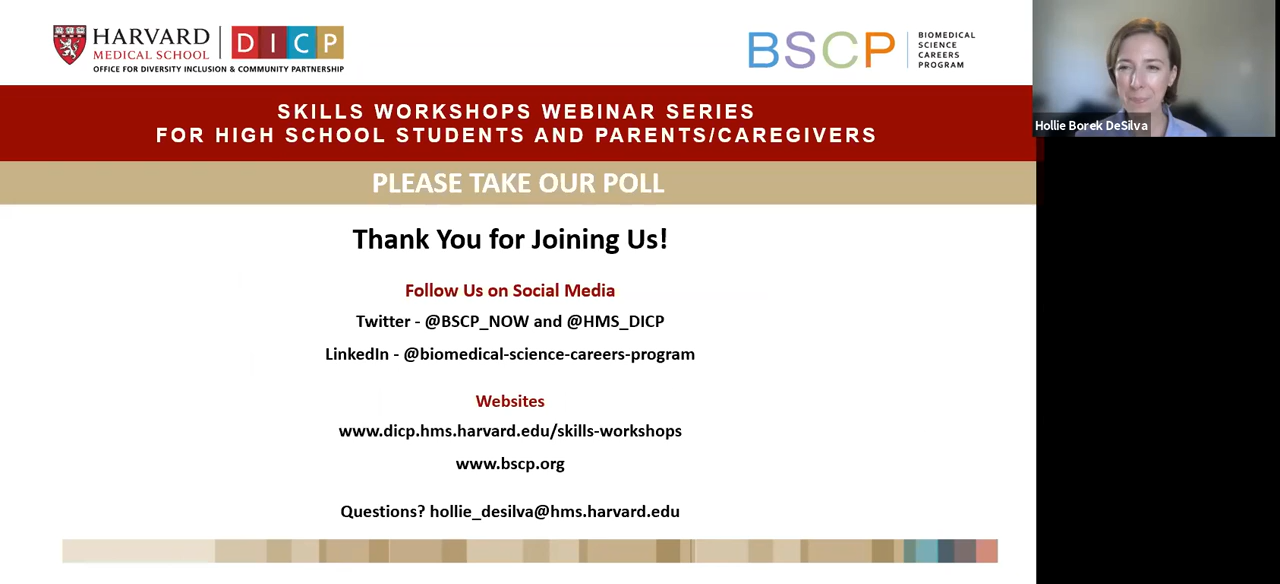 HARVARD
MEDICAL SCHOOL
DICP
OFFICE FOR DIVERSITY INCLUSION & COMMUNITY PARTNERSHIP
BSCP
BIOMEDICAL
SCIENCE
CAREERS
PROGRAM
Hollie Borek DeSilva
SKILLS WORKSHOPS WEBINAR SERIES
FOR HIGH SCHOOL STUDENTS AND PARENTS/CAREGIVERS
PLEASE TAKE OUR POLL
Thank You for Joining Us!
Follow Us on Social Media
Twitter - @BSCP_NOW and @HMS_DICP
LinkedIn - @biomedical-science-careers-program
Websites
www.dicp.hms.harvard.edu/skills-workshops
www.bscp.org
Questions? hollie_desilva@hms.harvard.edu